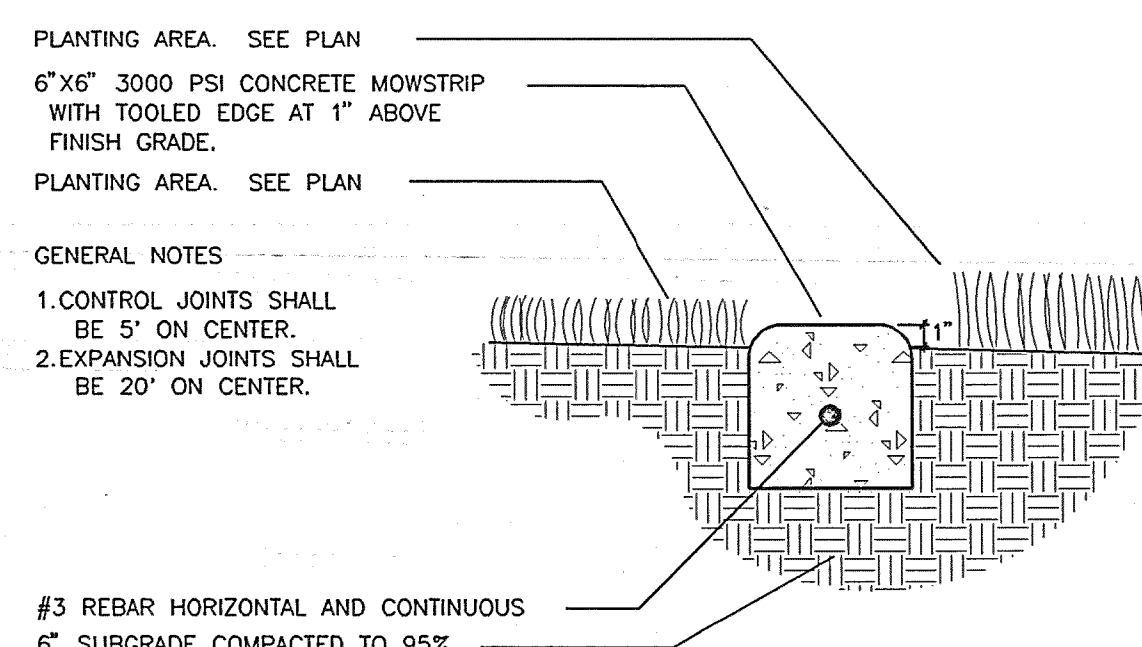 PLANTING AREA. SEE PLAN
6"X6" 3000 PSI CONCRETE MOWSTRIP
WITH TOOLED EDGE AT 1" ABOVE
FINISH GRADE.
PLANTING AREA. SEE PLAN
GENERAL NOTES
1.CONTROL JOINTS SHALL
BE 5' ON CENTER.
2.EXPANSION JOINTS SHALL
BE 20' ON CENTER.
1"
#3 REBAR HORIZONTAL AND CONTINUOUS
6" SUBGRADE COMPACTED TO 95%